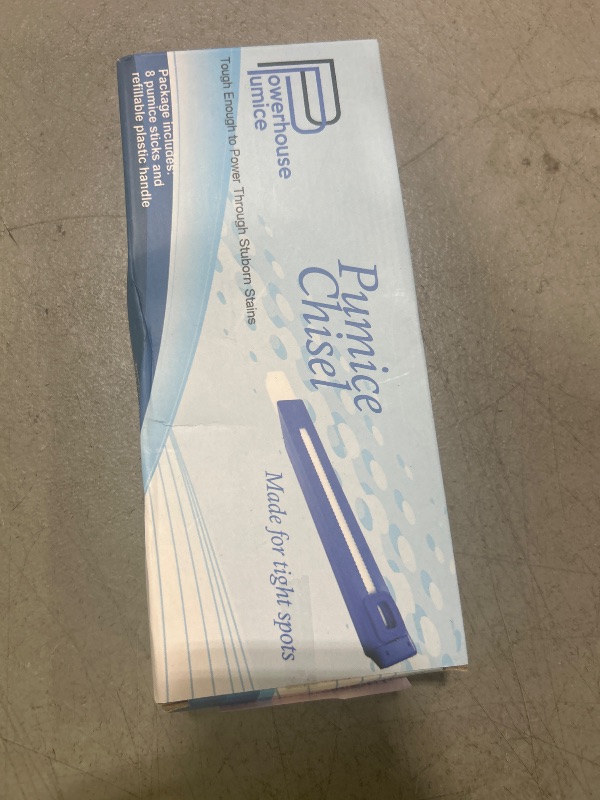 Powerhouse
Pumice
Tough Enough to Power Through Stuborn Stains
Pumice
Chisel
Made for tight spots
Package includes:
8 pumice sticks and
refillable plastic handle